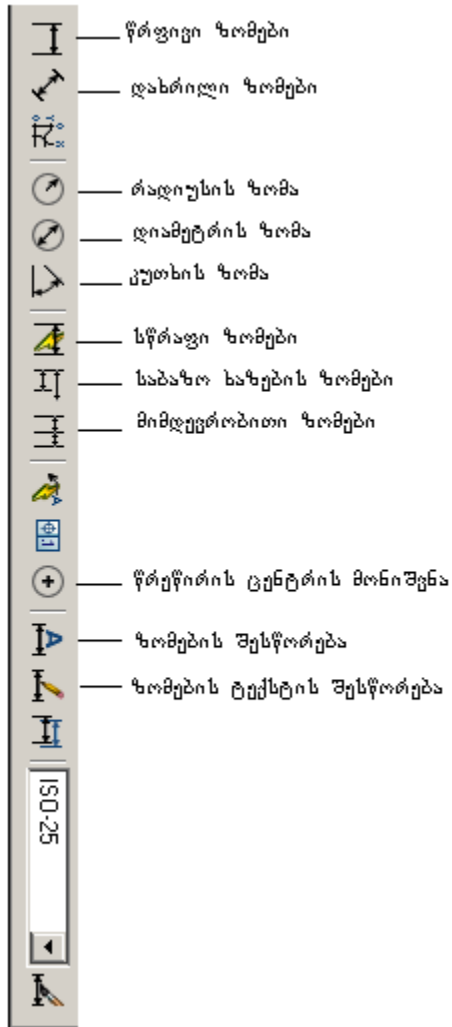 წრფივი ზომები
დახრილი ზომები
რადიუსის ზომა
დიამეტრის ზომა
კუთხის ზომა
სწრაფი ზომები
საბაზო ხაზების ზომები
მიმდევრობითი ზომები
წრეწირის ცენტრის მონიშვნა
ზომების შესწორება
ზომების ტექსტის შესწორება
ISO-25